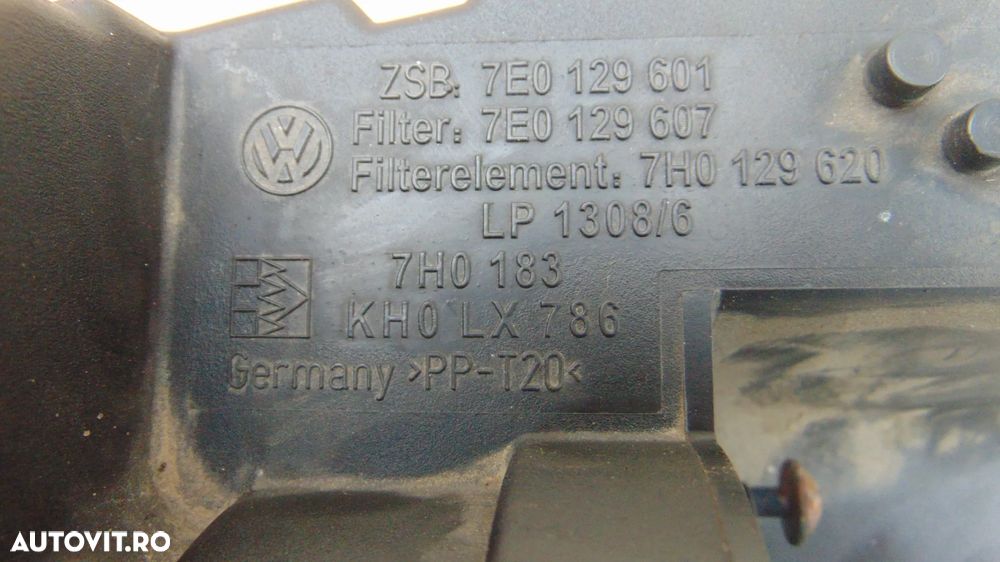 ZSB: 7E0 129 601
Filter: 7E0 129 607
Filterelement: 7H0 129 620
LP 1308/6
7H0 183
KH0 LX 786
Germany >PP-T20<
AUTOVIT.RO